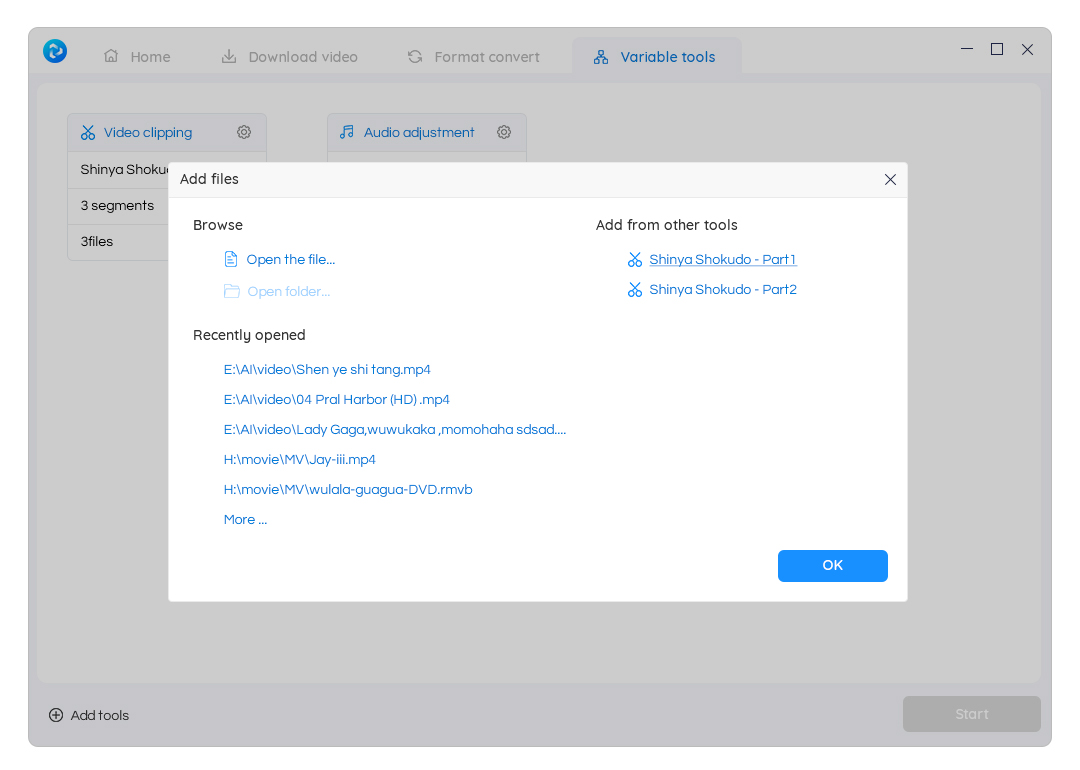 Home
Download video
Format convert
Variable tools
Video clipping
Audio adjustment
3 segments
3files
Add files
Browse
Open the file...
Open folder...
Add from other tools
Shinya Shokudo - Part1
Shinya Shokudo - Part2
Recently opened
E:\AI\video\Shen ye shi tang.mp4
E:\AI\video\04 Pral Harbor (HD) .mp4
E:\AI\video\Lady Gaga,wuwukaka ,momohaha sdsad....
H:\movie\MV\Jay-iii.mp4
H:\movie\MV\wulala-guagua-DVD.rmvb
More ...
OK
Add tools
Start